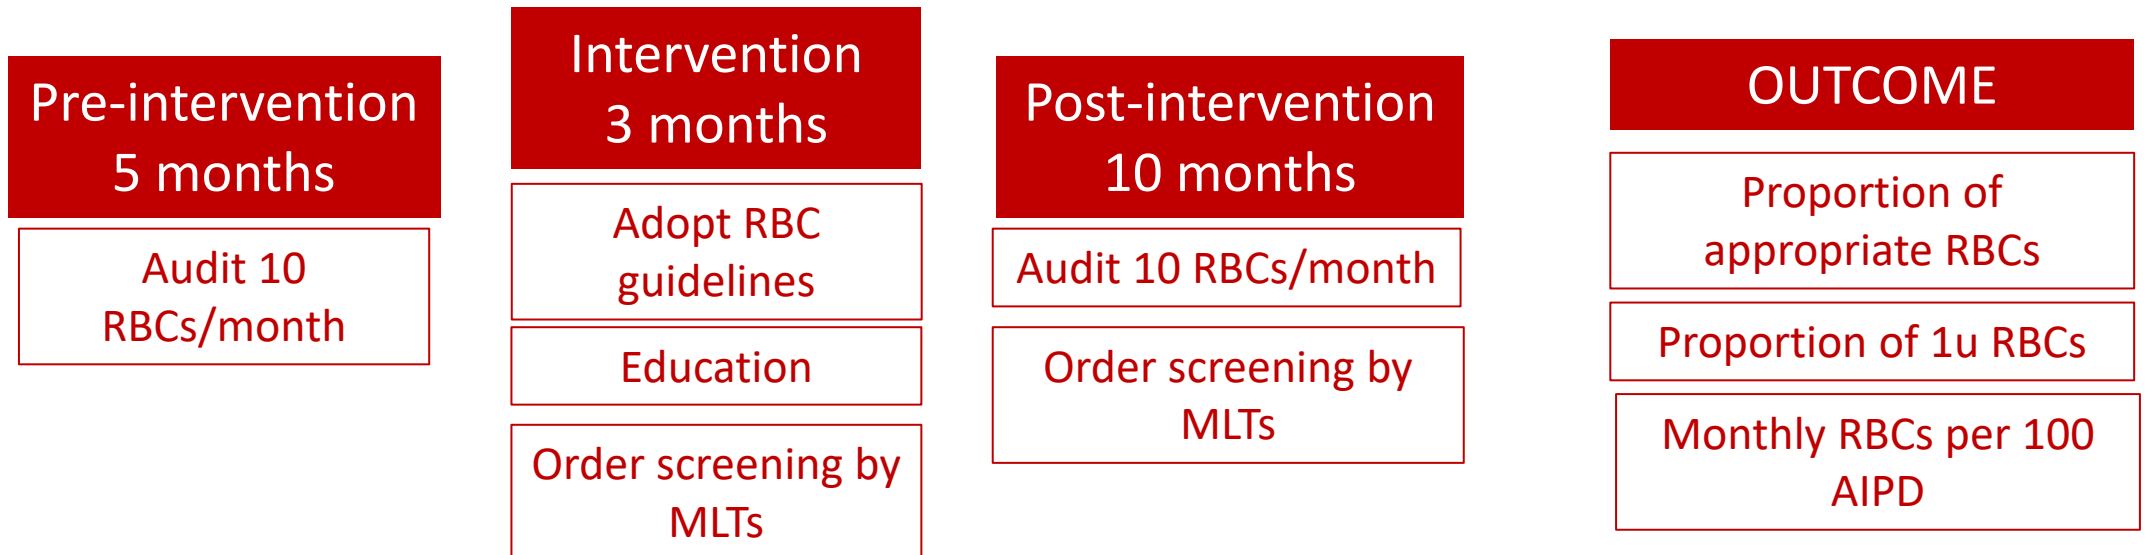 Pre-intervention
5 months
Audit 10
RBCs/month
Intervention
3 months
Adopt RBC
guidelines
Education
Order screening by
MLTs
Post-intervention
10 months
Audit 10 RBCs/month
Order screening by
MLTs
OUTCOME
Proportion of
appropriate RBCs
Proportion of 1u RBCs
Monthly RBCs per 100
AIPD